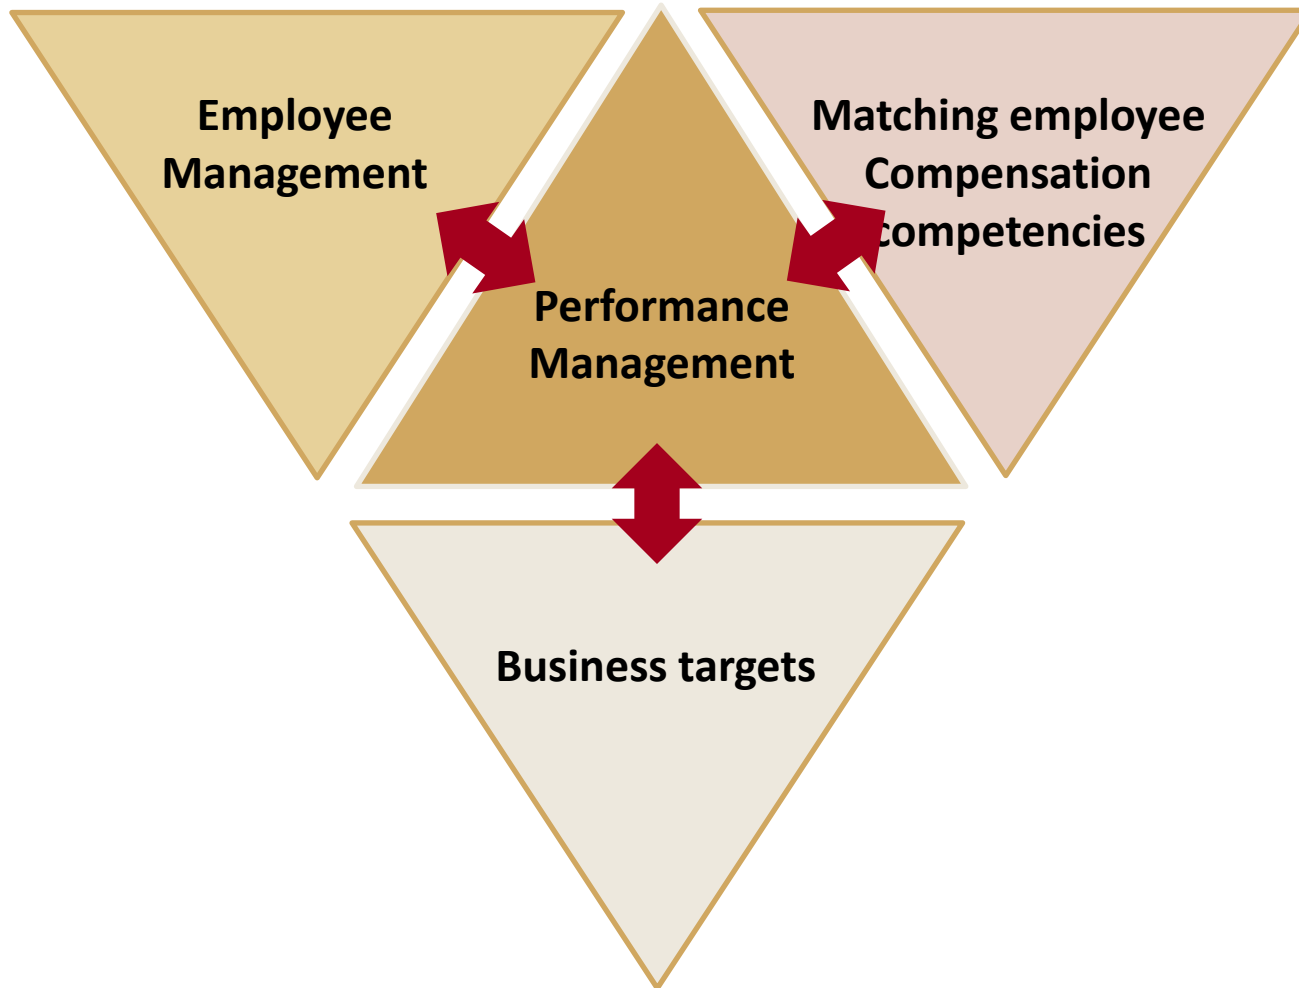 Employee
Management
Matching employee
Compensation
competencies
Performance
Management
Business targets